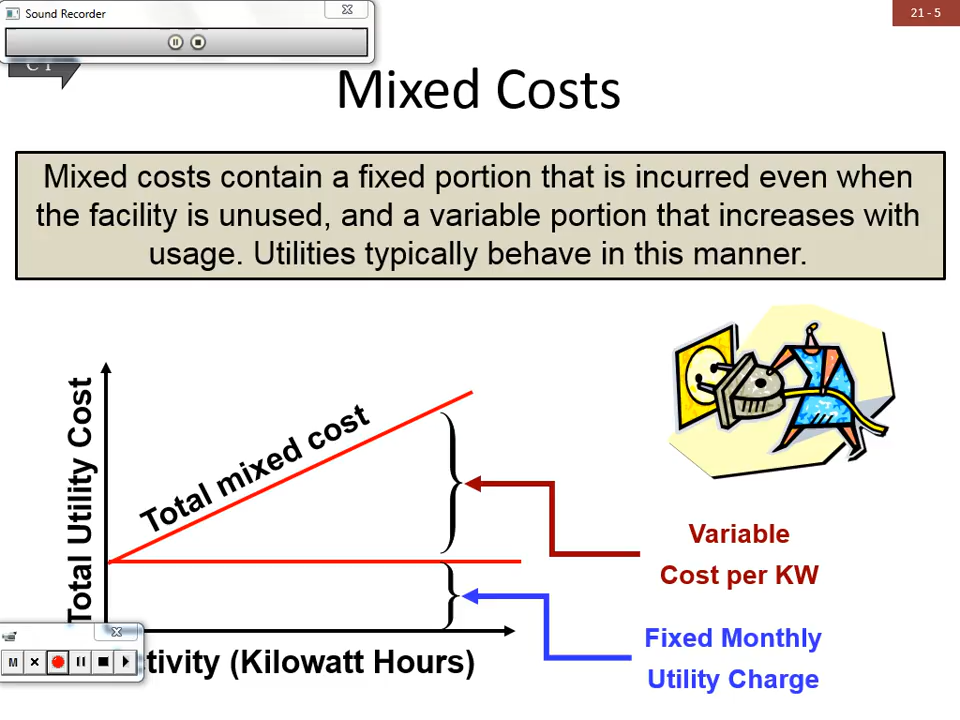 Sound Recorder
21 - 5
C 1
Mixed Costs
Mixed costs contain a fixed portion that is incurred even when
the facility is unused, and a variable portion that increases with
usage. Utilities typically behave in this manner.
Total Utility Cost
Total mixed cost
Variable
Cost per KW
Fixed Monthly
Utility Charge
M
tivity (Kilowatt Hours)